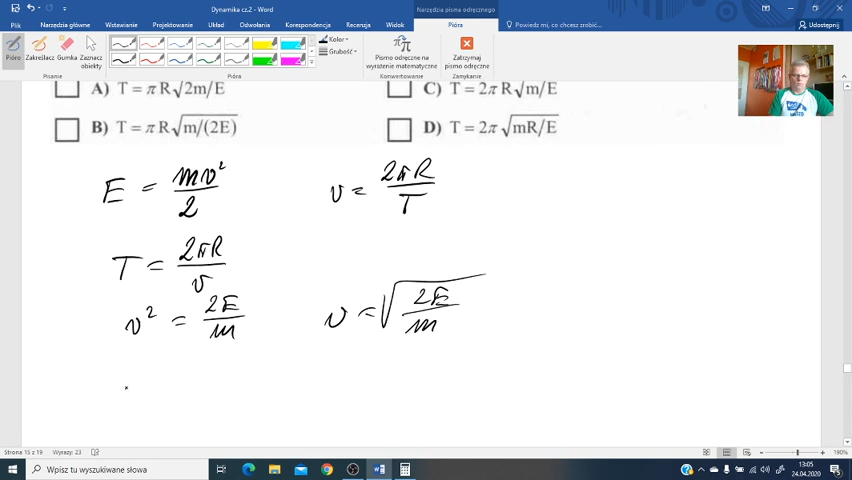 Dynamika cz.2 - Word
Narzędzia pisma odręcznego
Plik Narzędzia główne Wstawianie Projektowanie Układ Odwołania Korespondencja Recenzja Widok Pióra Powiedz mi, co chcesz zrobić... Udostępnij
Pióro Zakreślacz Gumka Zaznacz obiekty
Kolor
Grubość
Pismo odręczne na wyrażenie matematyczne
Zatrzymaj pismo odręczne
Pisanie Pióra Konwertowanie Zamykanie
A) T = π R√2m/E C) T = 2π R√m/E
B) T = π R√m/(2E) D) T = 2π √mR/E
E = mv²/2 v = 2πR/T
T = 2πR/v
v² = 2E/m v = √2E/m
Strona 15 z 19 Wyrazy: 23 190%
Wpisz tu wyszukiwane słowa 13:05
24.04.2020